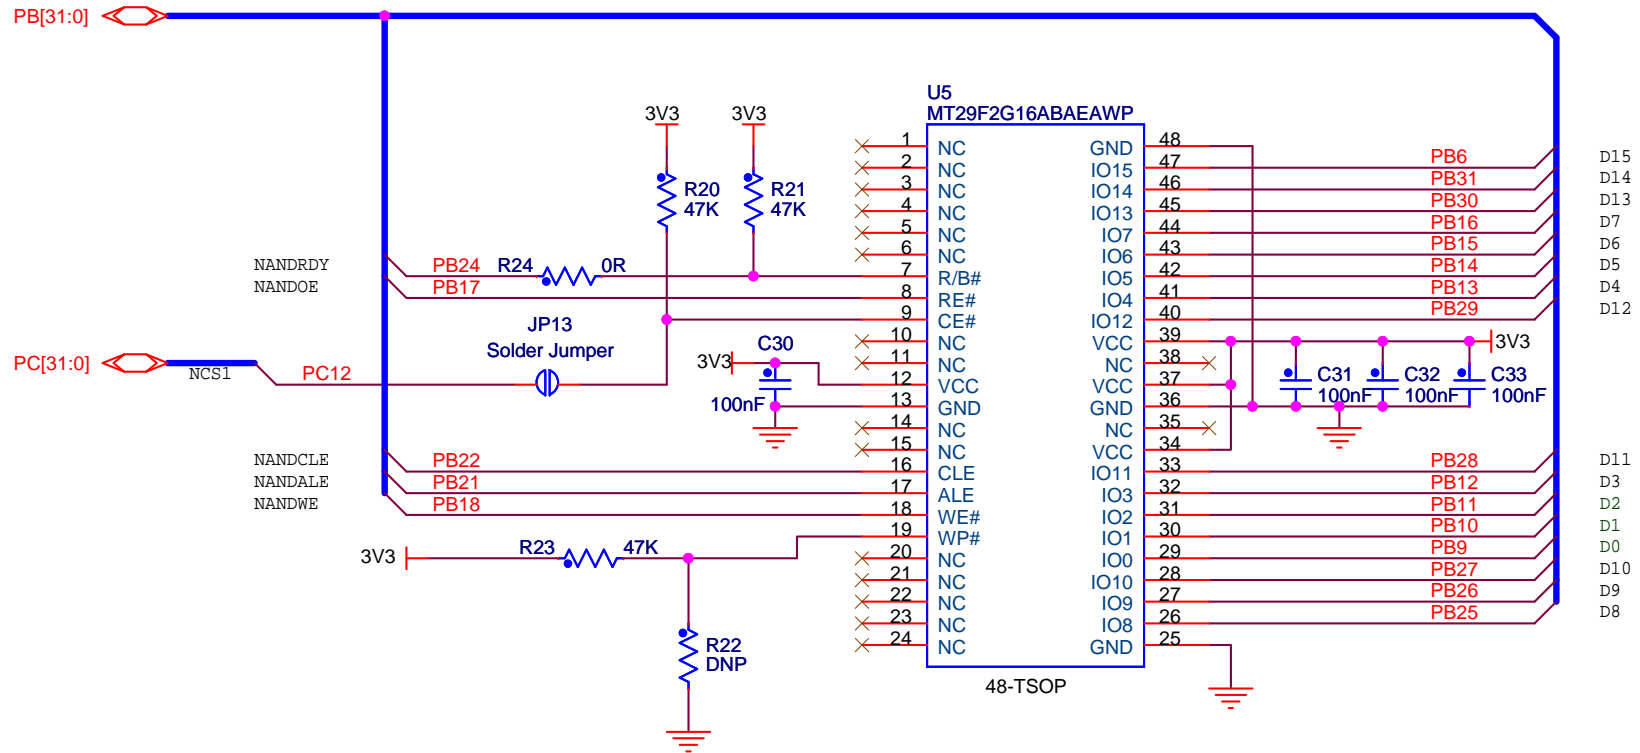 PB[31:0]
U5
MT29F2G16ABAEAWP
3V3 3V3
1 NC GND 48
2 NC IO15 47 PB6 D15
3 NC IO14 46 PB31 D14
R20 R21
47K 47K
4 NC IO13 45 PB30 D13
5 NC IO7 44 PB16 D7
6 NC IO6 43 PB15 D6
NANDRDY PB24 R24 0R 7 R/B# IO5 42 PB14 D5
NANDOE PB17 8 RE# IO4 41 PB13 D4
9 CE# IO12 40 PB29 D12
JP13
Solder Jumper
C30
10 NC VCC 39 3V3
PC[31:0] 3V3 11 NC NC 38
NCS1 PC12 12 VCC VCC 37 C31 C32 C33
100nF 100nF 100nF 100nF
13 GND GND 36
14 NC NC 35
15 NC VCC 34
NANDCLE PB22 16 CLE IO11 33 PB28 D11
NANDALE PB21 17 ALE IO3 32 PB12 D3
NANDWE PB18 18 WE# IO2 31 PB11 D2
19 WP# IO1 30 PB10 D1
3V3 R23 47K 20 NC IO0 29 PB9 D0
21 NC IO10 28 PB27 D10
22 NC IO9 27 PB26 D9
23 NC IO8 26 PB25 D8
24 NC GND 25
R22
DNP
48-TSOP